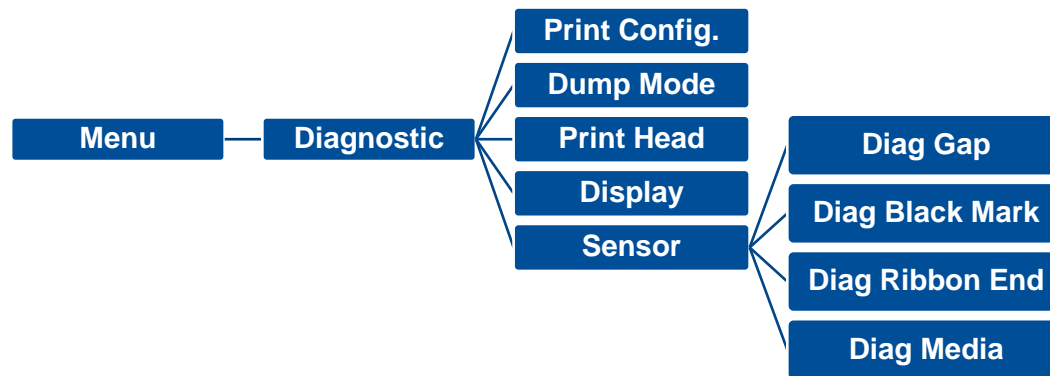 Menu
Diagnostic
Print Config.
Dump Mode
Print Head
Display
Sensor
Diag Gap
Diag Black Mark
Diag Ribbon End
Diag Media